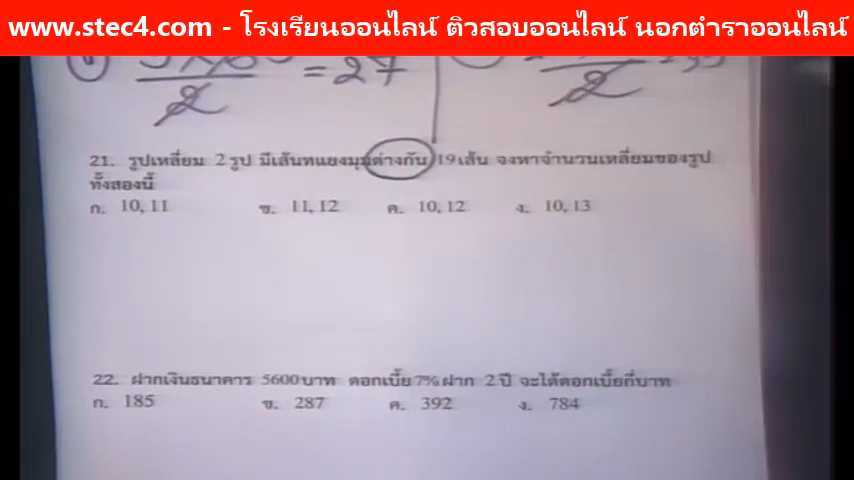 www.stec4.com - โรงเรียนออนไลน์ ติวสอบออนไลน์ นอกตำราออนไลน์
2 = 27
2
21. รูปเหลี่ยม 2 รูป มีเส้นทแยงมุมต่างกัน 19 เส้น จงหาจำนวนเหลี่ยมของรูป
ทั้งสองนี้
ก. 10, 11 ข. 11, 12 ค. 10, 12 ง. 10, 13
22. ฝากเงินธนาคาร 5600 บาท ดอกเบี้ย 7% ฝาก 2 ปี จะได้ดอกเบี้ยกี่บาท
ก. 185 ข. 287 ค. 392 ง. 784